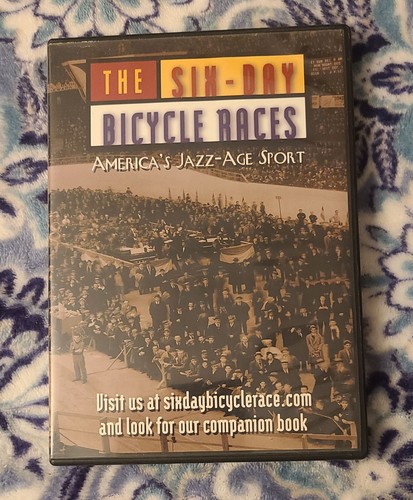 THE SIX-DAY
BICYCLE RACES
AMERICA'S JAZZ-AGE SPORT
Visit us at sixdaybicyclerace.com
and look for our companion book